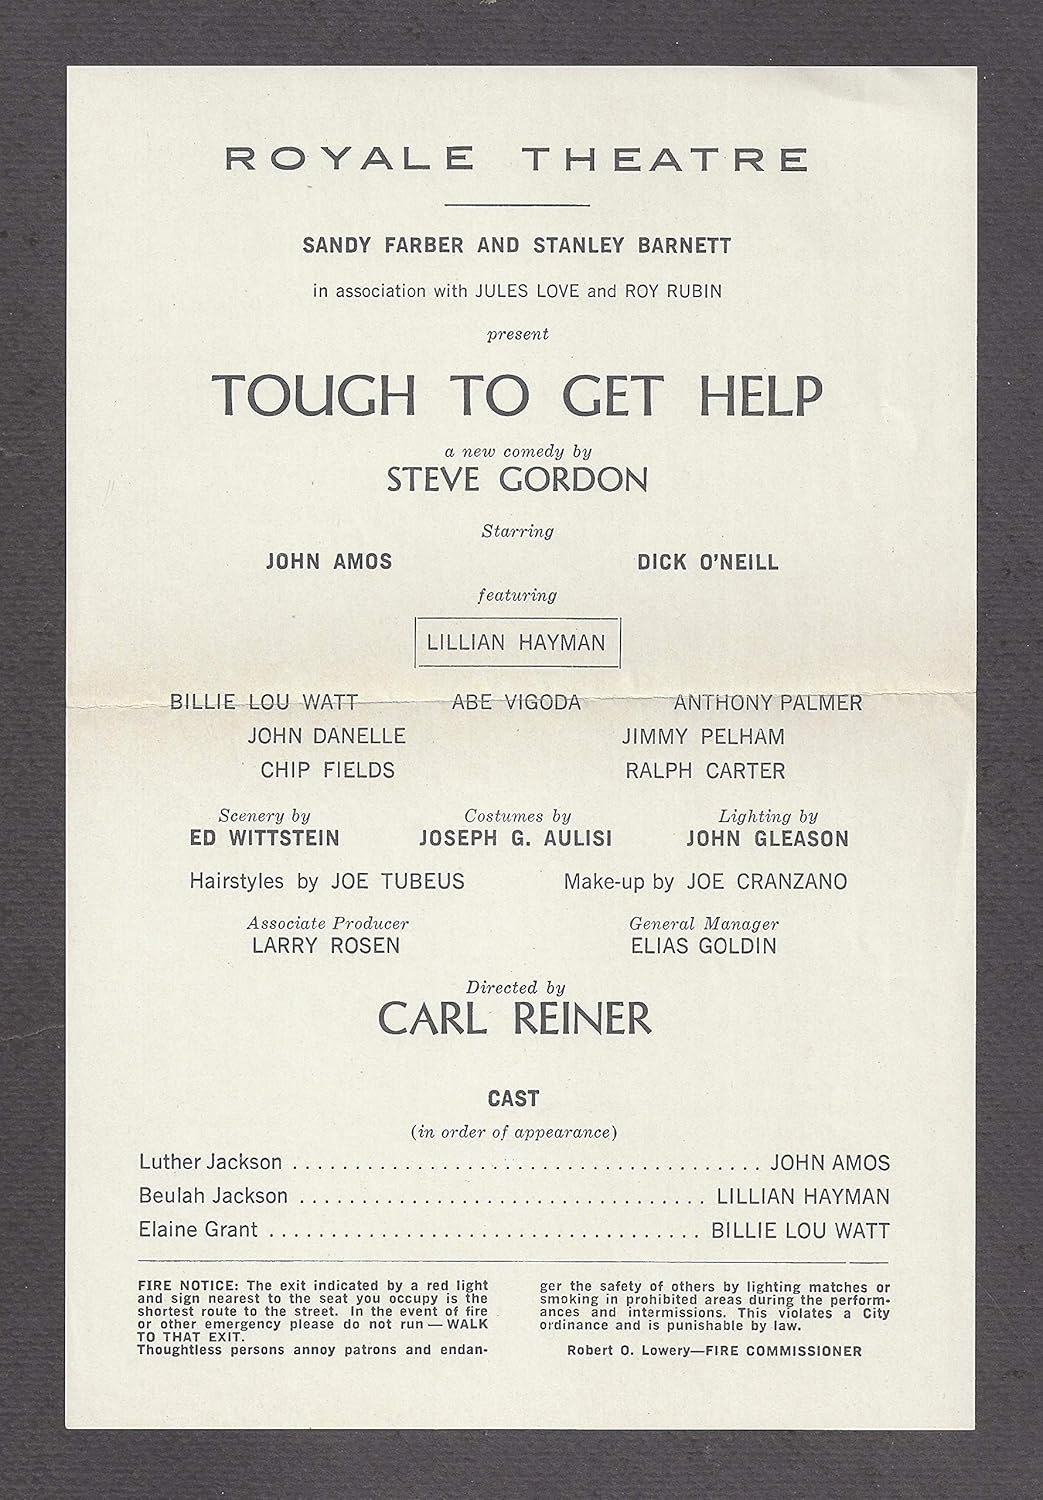 ROYALE THEATRE
SANDY FARBER AND STANLEY BARNETT
in association with JULES LOVE and ROY RUBIN
present
TOUGH TO GET HELP
a new comedy by
STEVE GORDON
Starring
JOHN AMOS DICK O'NEILL
featuring
LILLIAN HAYMAN
BILLIE LOU WATT ABE VIGODA ANTHONY PALMER
JOHN DANELLE JIMMY PELHAM
CHIP FIELDS RALPH CARTER
Scenery by Costumes by Lighting by
ED WITTSTEIN JOSEPH G. AULISI JOHN GLEASON
Hairstyles by JOE TUBEUS Make-up by JOE CRANZANO
Associate Producer General Manager
LARRY ROSEN ELIAS GOLDIN
Directed by
CARL REINER
CAST
(in order of appearance)
Luther Jackson . . . . . . . . . . . . . . . . . . . . . . . . . . . . . . . . . . . . . . JOHN AMOS
Beulah Jackson . . . . . . . . . . . . . . . . . . . . . . . . . . . . . . . . . LILLIAN HAYMAN
Elaine Grant . . . . . . . . . . . . . . . . . . . . . . . . . . . . . . . . . . . BILLIE LOU WATT
FIRE NOTICE: The exit indicated by a red light
and sign nearest to the seat you occupy is the
shortest route to the street. In the event of fire
or other emergency please do not run — WALK
TO THAT EXIT.
Thoughtless persons annoy patrons and endan-
ger the safety of others by lighting matches or
smoking in prohibited areas during the perform-
ances and intermissions. This violates a City
ordinance and is punishable by law.
Robert O. Lowery—FIRE COMMISSIONER